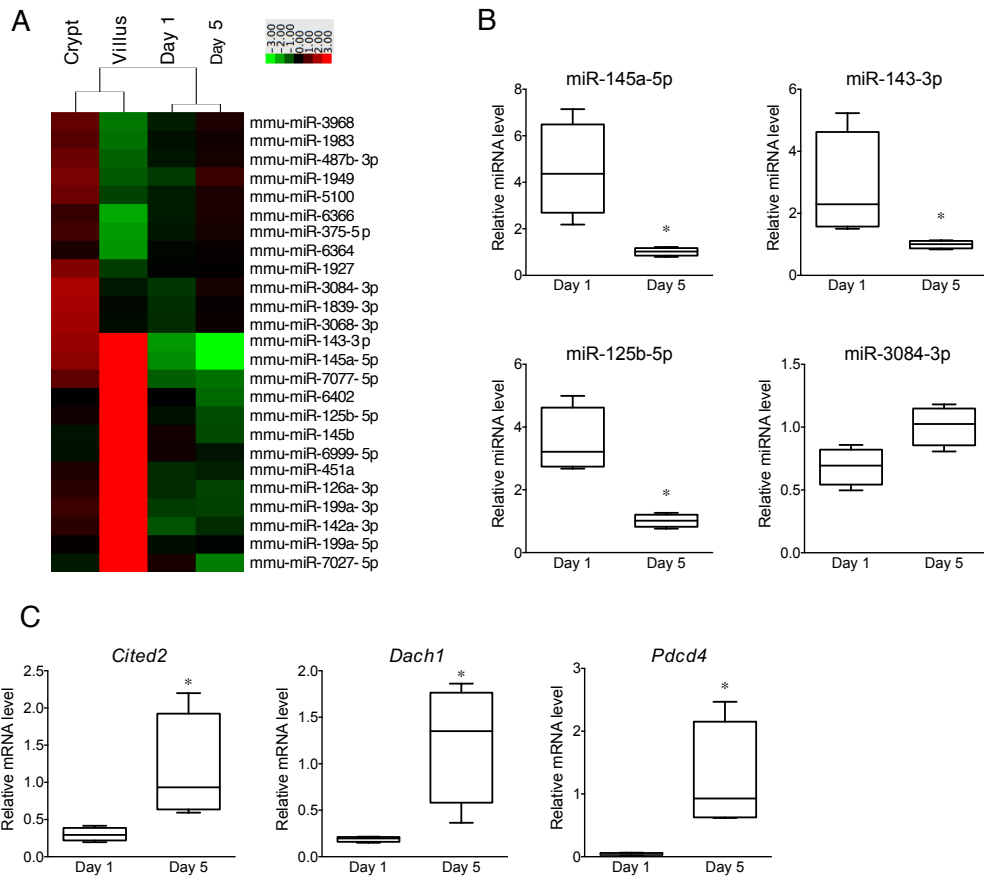 A
Crypt
Villus
Day 1
Day 5
-3.00
-2.00
-1.00
0.00
1.00
2.00
3.00
mmu-miR-3968
mmu-miR-1983
mmu-miR-487b-3p
mmu-miR-1949
mmu-miR-5100
mmu-miR-6366
mmu-miR-375-5p
mmu-miR-6364
mmu-miR-1927
mmu-miR-3084-3p
mmu-miR-1839-3p
mmu-miR-3068-3p
mmu-miR-143-3p
mmu-miR-145a-5p
mmu-miR-7077-5p
mmu-miR-6402
mmu-miR-125b-5p
mmu-miR-145b
mmu-miR-6999-5p
mmu-miR-451a
mmu-miR-126a-3p
mmu-miR-199a-3p
mmu-miR-142a-3p
mmu-miR-199a-5p
mmu-miR-7027-5p
B
miR-145a-5p
Relative miRNA level
8
6
4
2
0
*
Day 1 Day 5
miR-143-3p
Relative miRNA level
6
4
2
0
*
Day 1 Day 5
miR-125b-5p
Relative miRNA level
6
4
2
0
*
Day 1 Day 5
miR-3084-3p
Relative miRNA level
1.5
1.0
0.5
0.0
Day 1 Day 5
C
Cited2
Relative mRNA level
2.5
2.0
1.5
1.0
0.5
0.0
*
Day 1 Day 5
Dach1
Relative mRNA level
2.0
1.5
1.0
0.5
0.0
*
Day 1 Day 5
Pdcd4
Relative mRNA level
3
2
1
0
*
Day 1 Day 5